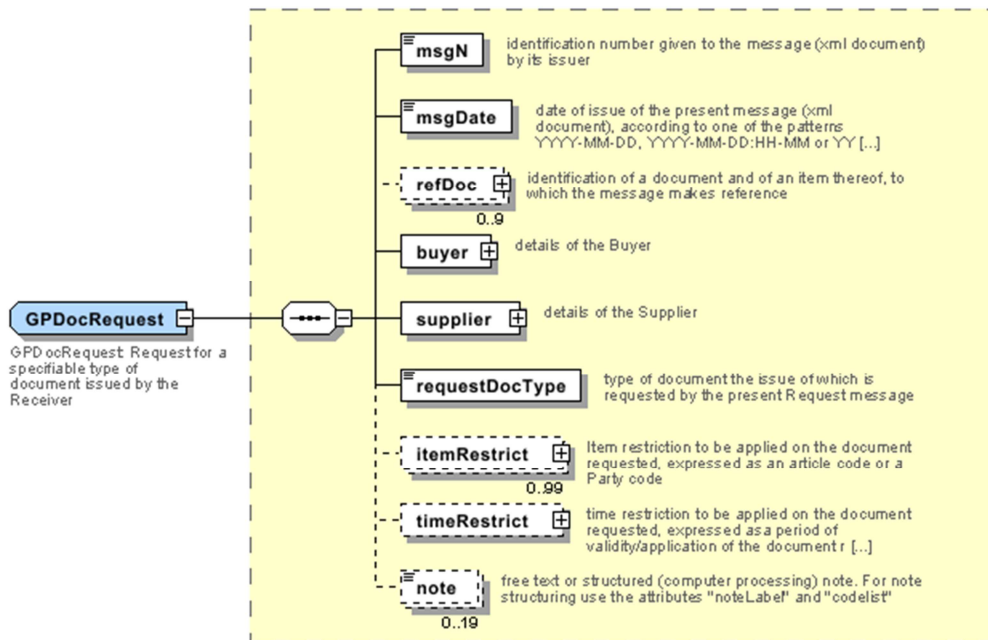 msgN
identification number given to the message (xml document)
by its issuer
msgDate
date of issue of the present message (xml
document), according to one of the patterns
YYYY-MM-DD, YYYY-MM-DD:HH-MM or YY [...]
refDoc
identification of a document and of an item thereof, to
which the message makes reference
0..9
buyer
details of the Buyer
GPDocRequest
GPDocRequest: Request for a
specifiable type of
document issued by the
Receiver
supplier
details of the Supplier
requestDocType
type of document the issue of which is
requested by the present Request message
itemRestrict
Item restriction to be applied on the document
requested, expressed as an article code or a
Party code
0..99
timeRestrict
time restriction to be applied on the document
requested, expressed asa period of
validity/application of the document r [...]
note
free text or structured (computer processing) note. For note
structuring use the attributes "noteLabel" and "codelist"
0..19